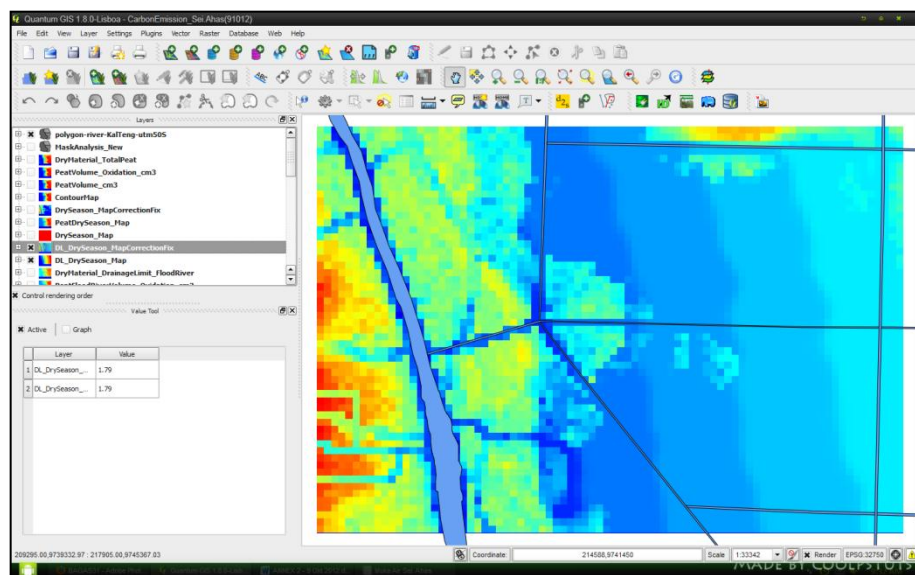 Quantum GIS 1.8.0-Lisboa - CarbonEmission_Sei Ahas(91012)
File Edit View Layer Settings Plugins Vector Raster Database Web Help
Layers
polygon-river-KalTeng-utm50S
MaskAnalysis_New
DryMaterial_TotalPeat
PeatVolume_Oxidation_cm3
PeatVolume_cm3
ContourMap
DrySeason_MapCorrectionFix
PeatDrySeason_Map
DrySeason_Map
DL_DrySeason_MapCorrectionFix
DL_DrySeason_Map
DryMaterial_DrainageLimit_FloodRiver
Control rendering order
Value Tool
Active Graph
Layer Value
1 DL_DrySeason_... 1.79
2 DL_DrySeason_... 1.79
209295.00,9739332.97 : 217905.00,9745367.03 Coordinate: 214588,9741450 Scale 1:33342 Render EPSG:32750
MADE BY COOLPSTUTS